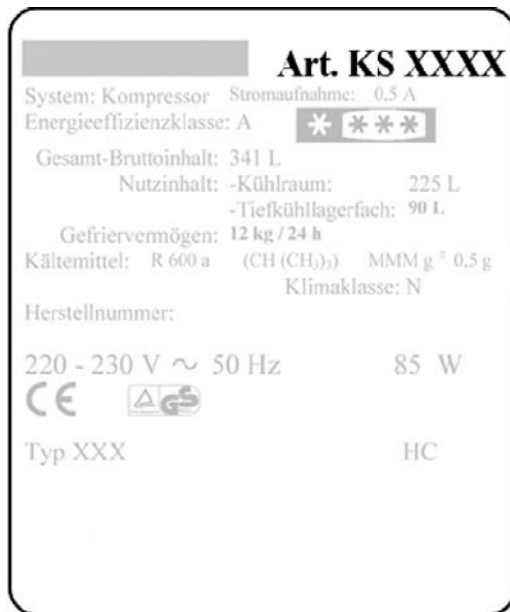 Art. KS XXXX
System: Kompressor Stromaufnahme: 0.5 A
Energieeffizienzklasse: A
Gesamt-Bruttoinhalt: 341 L
Nutzinhalt: -Kühlraum: 225 L
-Tiefkühllagerfach: 90 L
Gefriervermögen: 12 kg / 24 h
Kältemittel: R 600 a (CH (CH₃)₃) MMM g ± 0.5 g
Klimaklasse: N
Herstellnummer:
220 - 230 V ~ 50 Hz 85 W
CE GS
Typ XXX HC